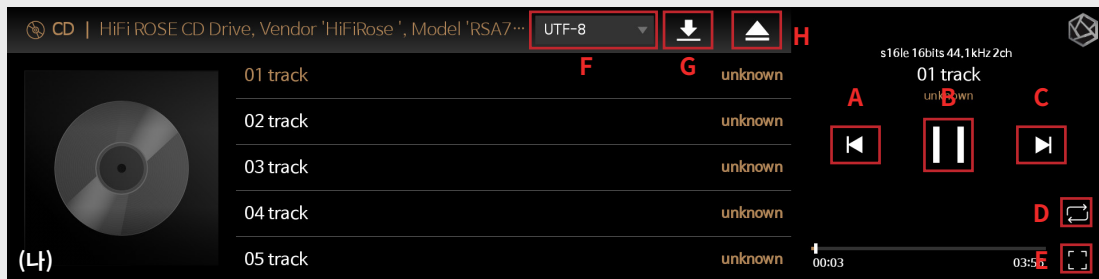 CD | HiFi ROSE CD Drive, Vendor 'HiFiRose ', Model 'RSA7…
UTF-8
F
G
H
01 track unknown
02 track unknown
03 track unknown
04 track unknown
05 track unknown
(나)
s16le 16bits 44,1kHz 2ch
01 track
unknown
A
B
C
D
E
00:03